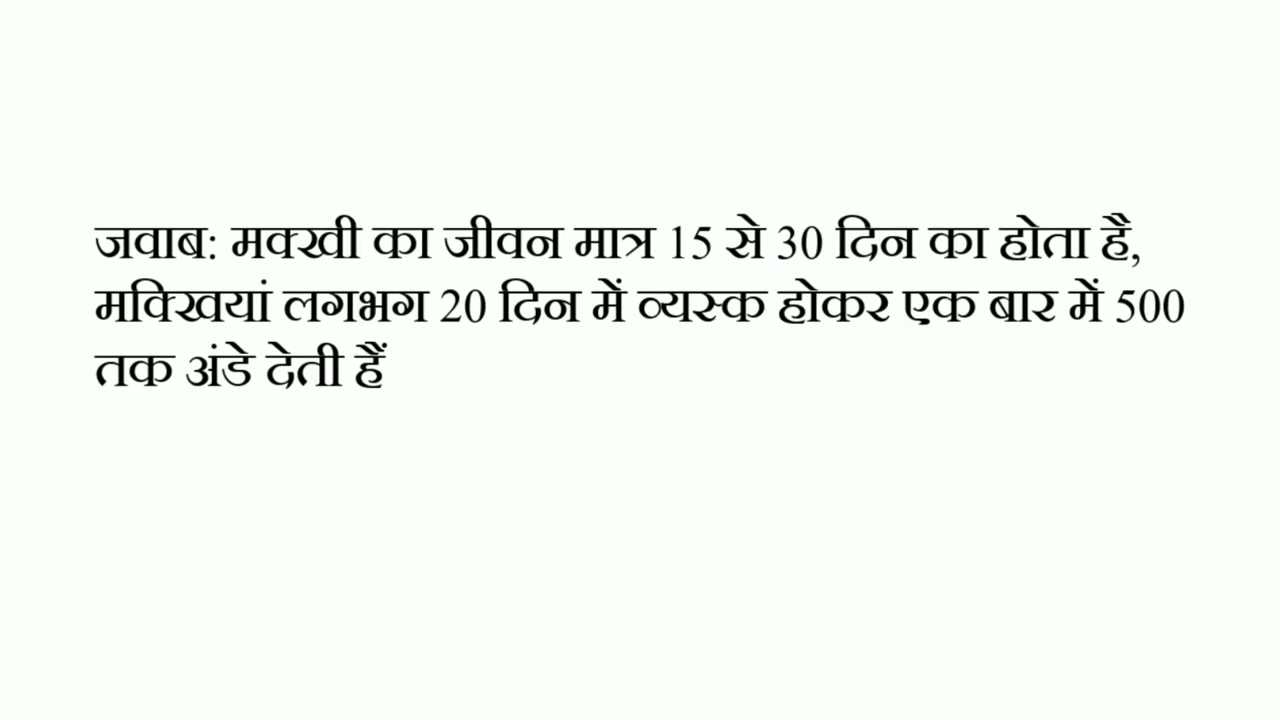 जवाब: मक्खी का जीवन मात्र 15 से 30 दिन का होता है,
मक्खियां लगभग 20 दिन में व्यस्क होकर एक बार में 500
तक अंडे देती हैं